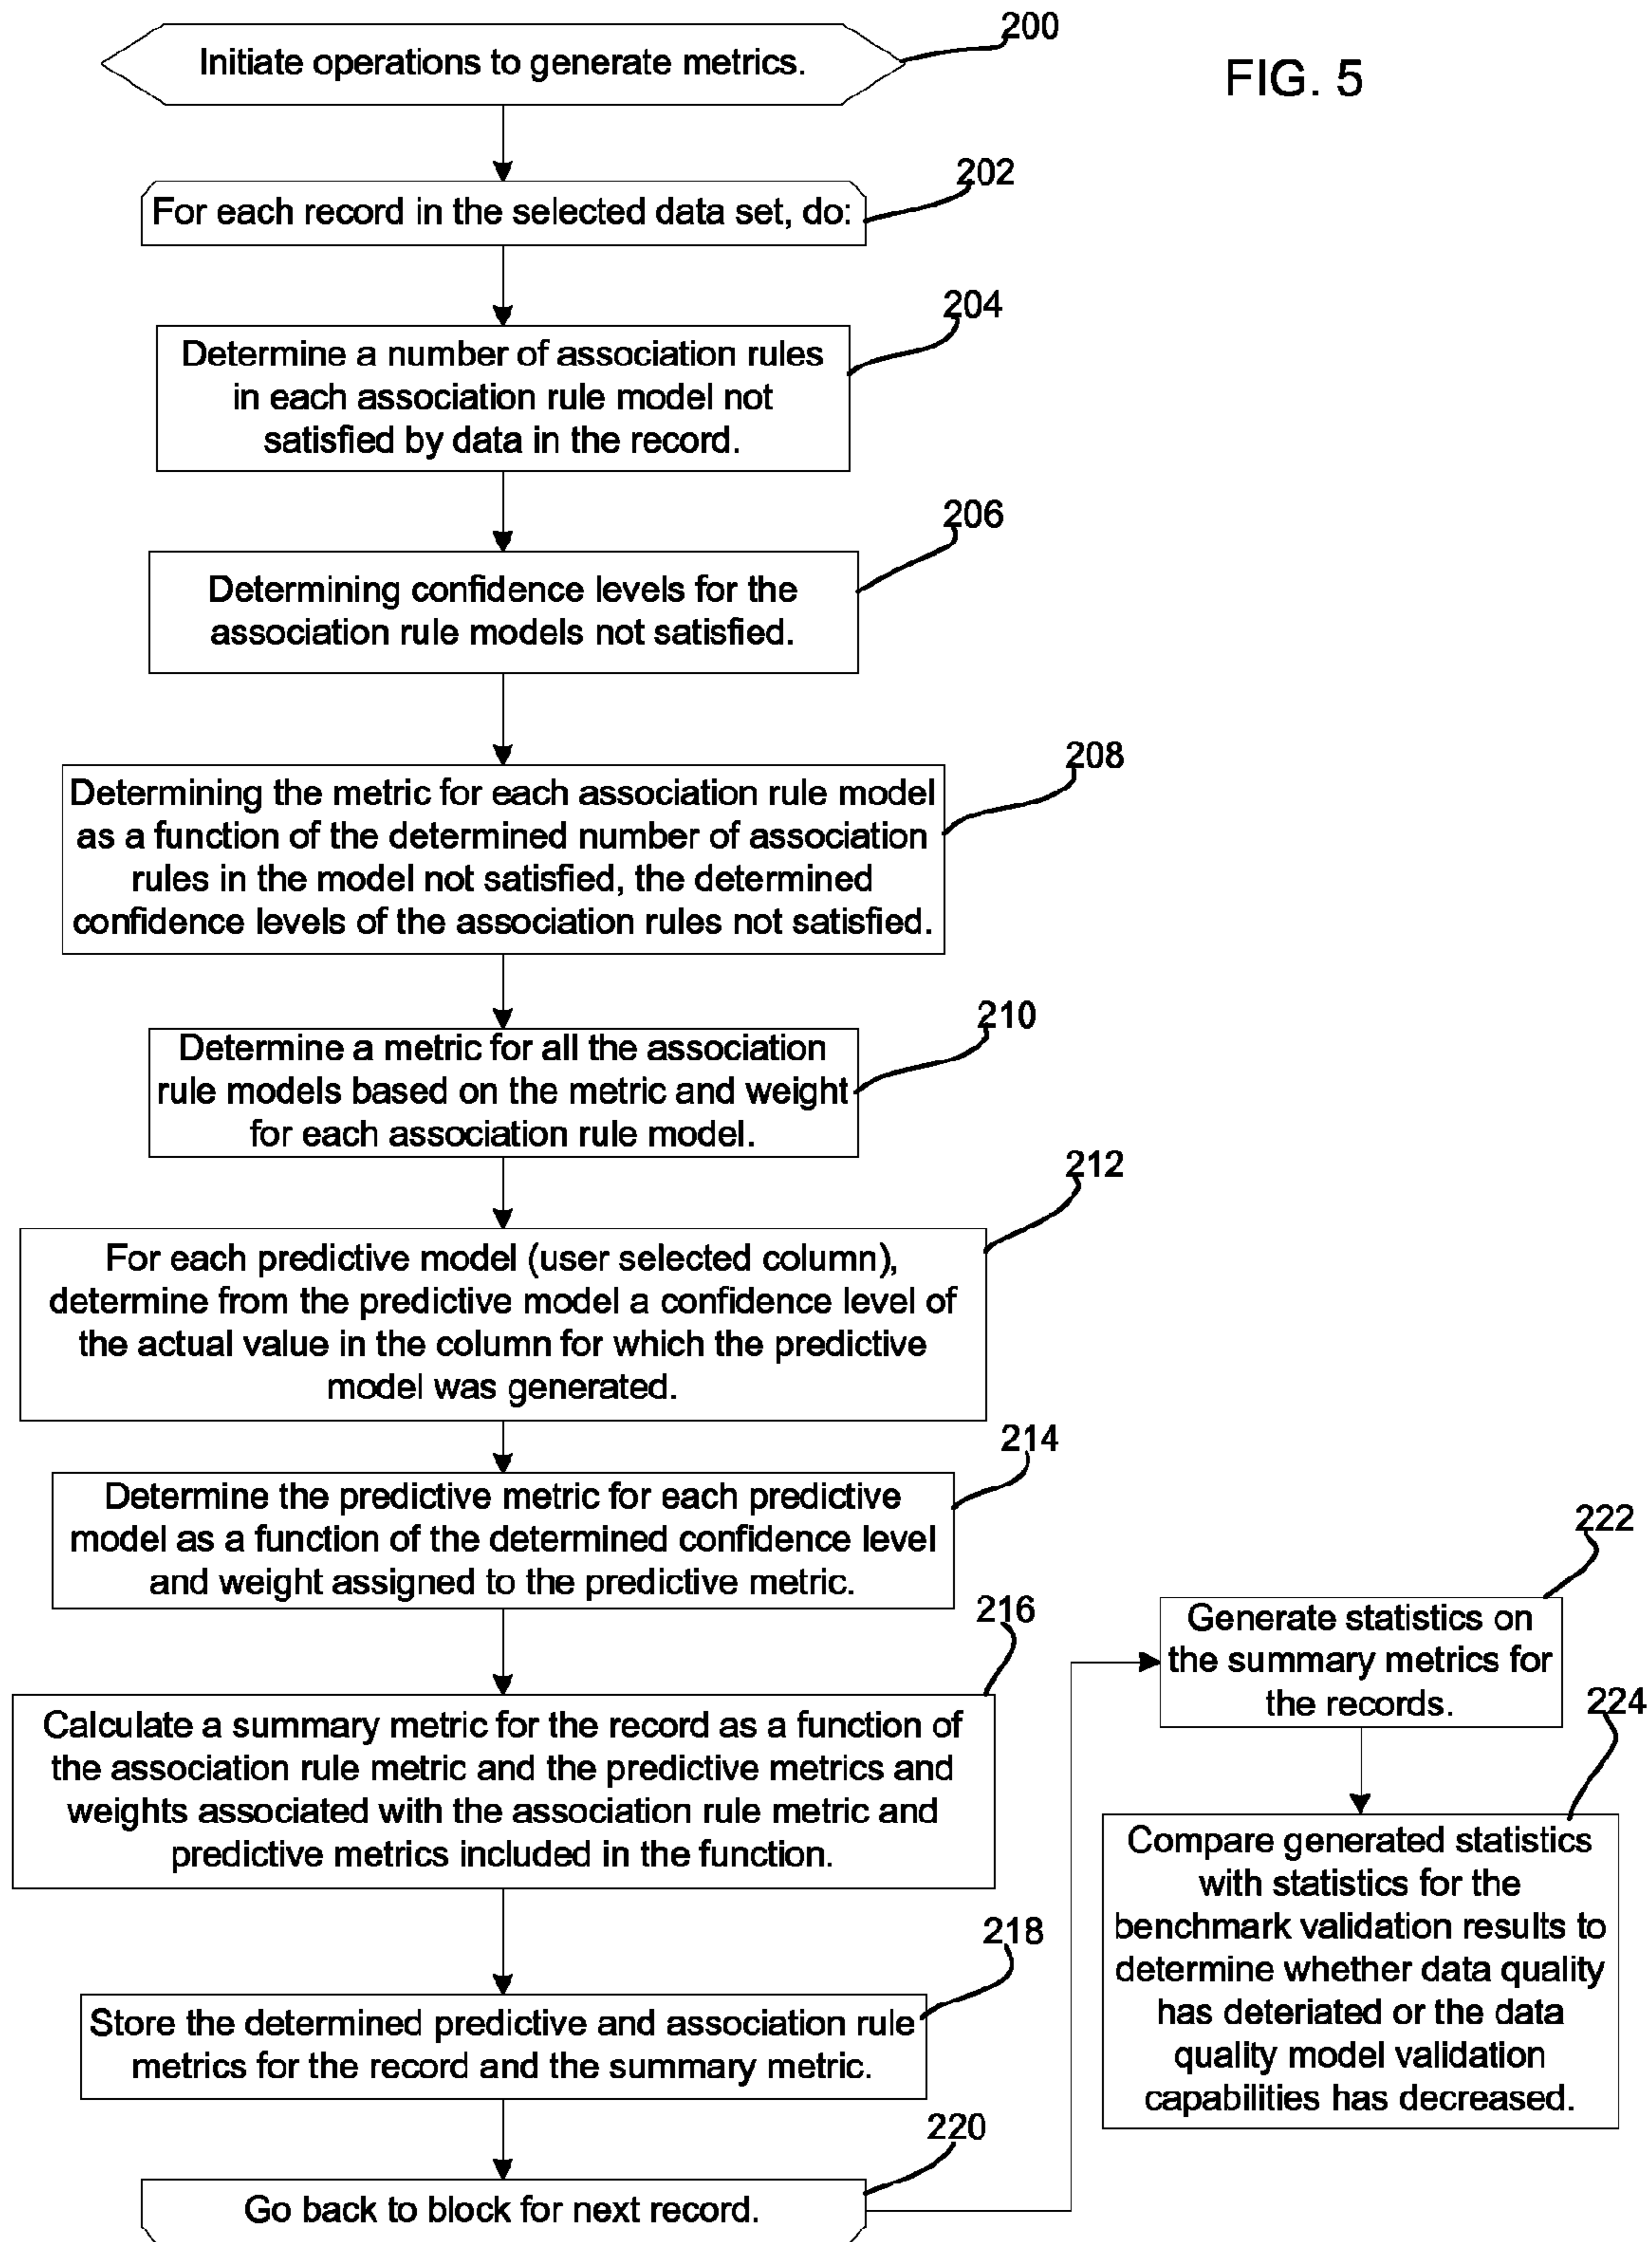 200
Initiate operations to generate metrics.
FIG. 5
202
For each record in the selected data set, do:
204
Determine a number of association rules
in each association rule model not
satisfied by data in the record.
206
Determining confidence levels for the
association rule models not satisfied.
208
Determining the metric for each association rule model
as a function of the determined number of association
rules in the model not satisfied, the determined
confidence levels of the association rules not satisfied.
210
Determine a metric for all the association
rule models based on the metric and weight
for each association rule model.
212
For each predictive model (user selected column),
determine from the predictive model a confidence level of
the actual value in the column for which the predictive
model was generated.
214
Determine the predictive metric for each predictive
model as a function of the determined confidence level
and weight assigned to the predictive metric.
216
Calculate a summary metric for the record as a function of
the association rule metric and the predictive metrics and
weights associated with the association rule metric and
predictive metrics included in the function.
218
Store the determined predictive and association rule
metrics for the record and the summary metric.
220
Go back to block for next record.
222
Generate statistics on
the summary metrics for
the records.
224
Compare generated statistics
with statistics for the
benchmark validation results to
determine whether data quality
has deteriated or the data
quality model validation
capabilities has decreased.